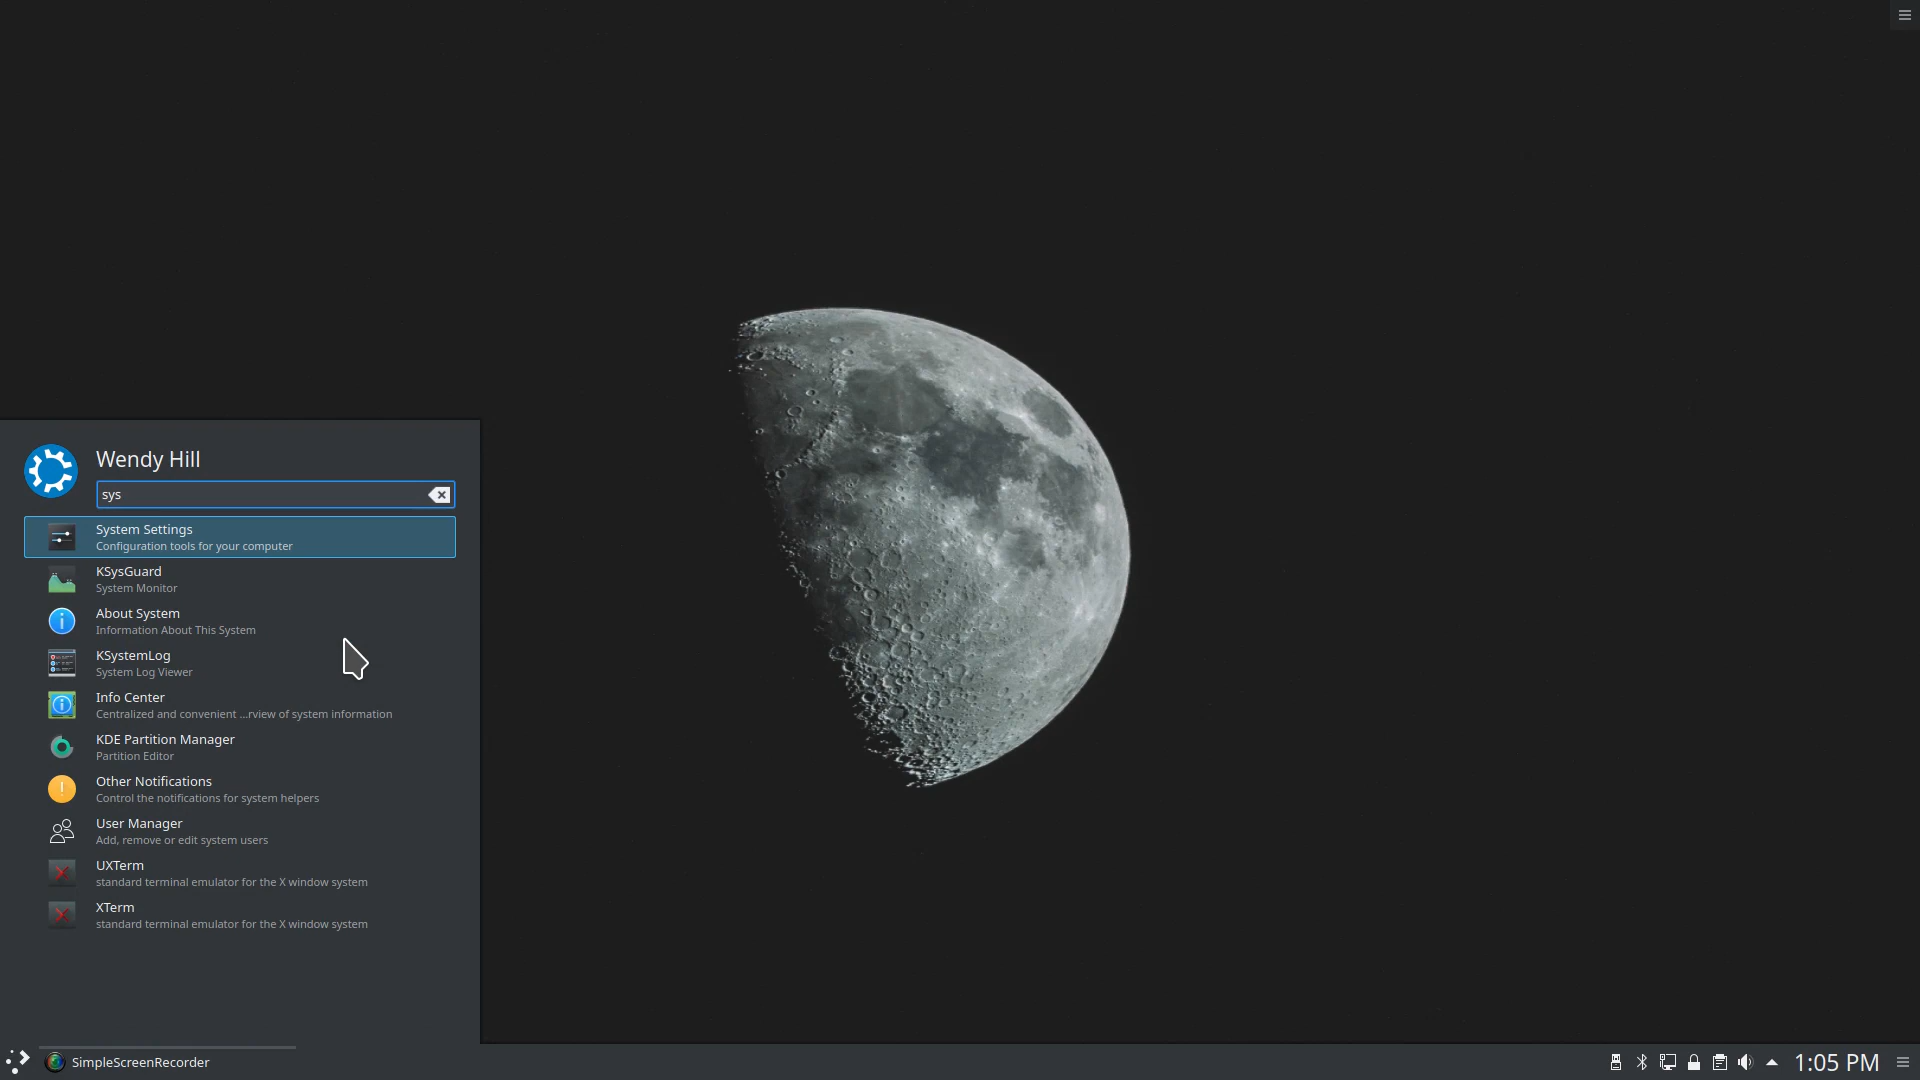 Wendy Hill
sys
System Settings
Configuration tools for your computer
KSysGuard
System Monitor
About System
Information About This System
KSystemLog
System Log Viewer
Info Center
Centralized and convenient ...rview of system information
KDE Partition Manager
Partition Editor
Other Notifications
Control the notifications for system helpers
User Manager
Add, remove or edit system users
UXTerm
standard terminal emulator for the X window system
XTerm
standard terminal emulator for the X window system
SimpleScreenRecorder
1:05 PM